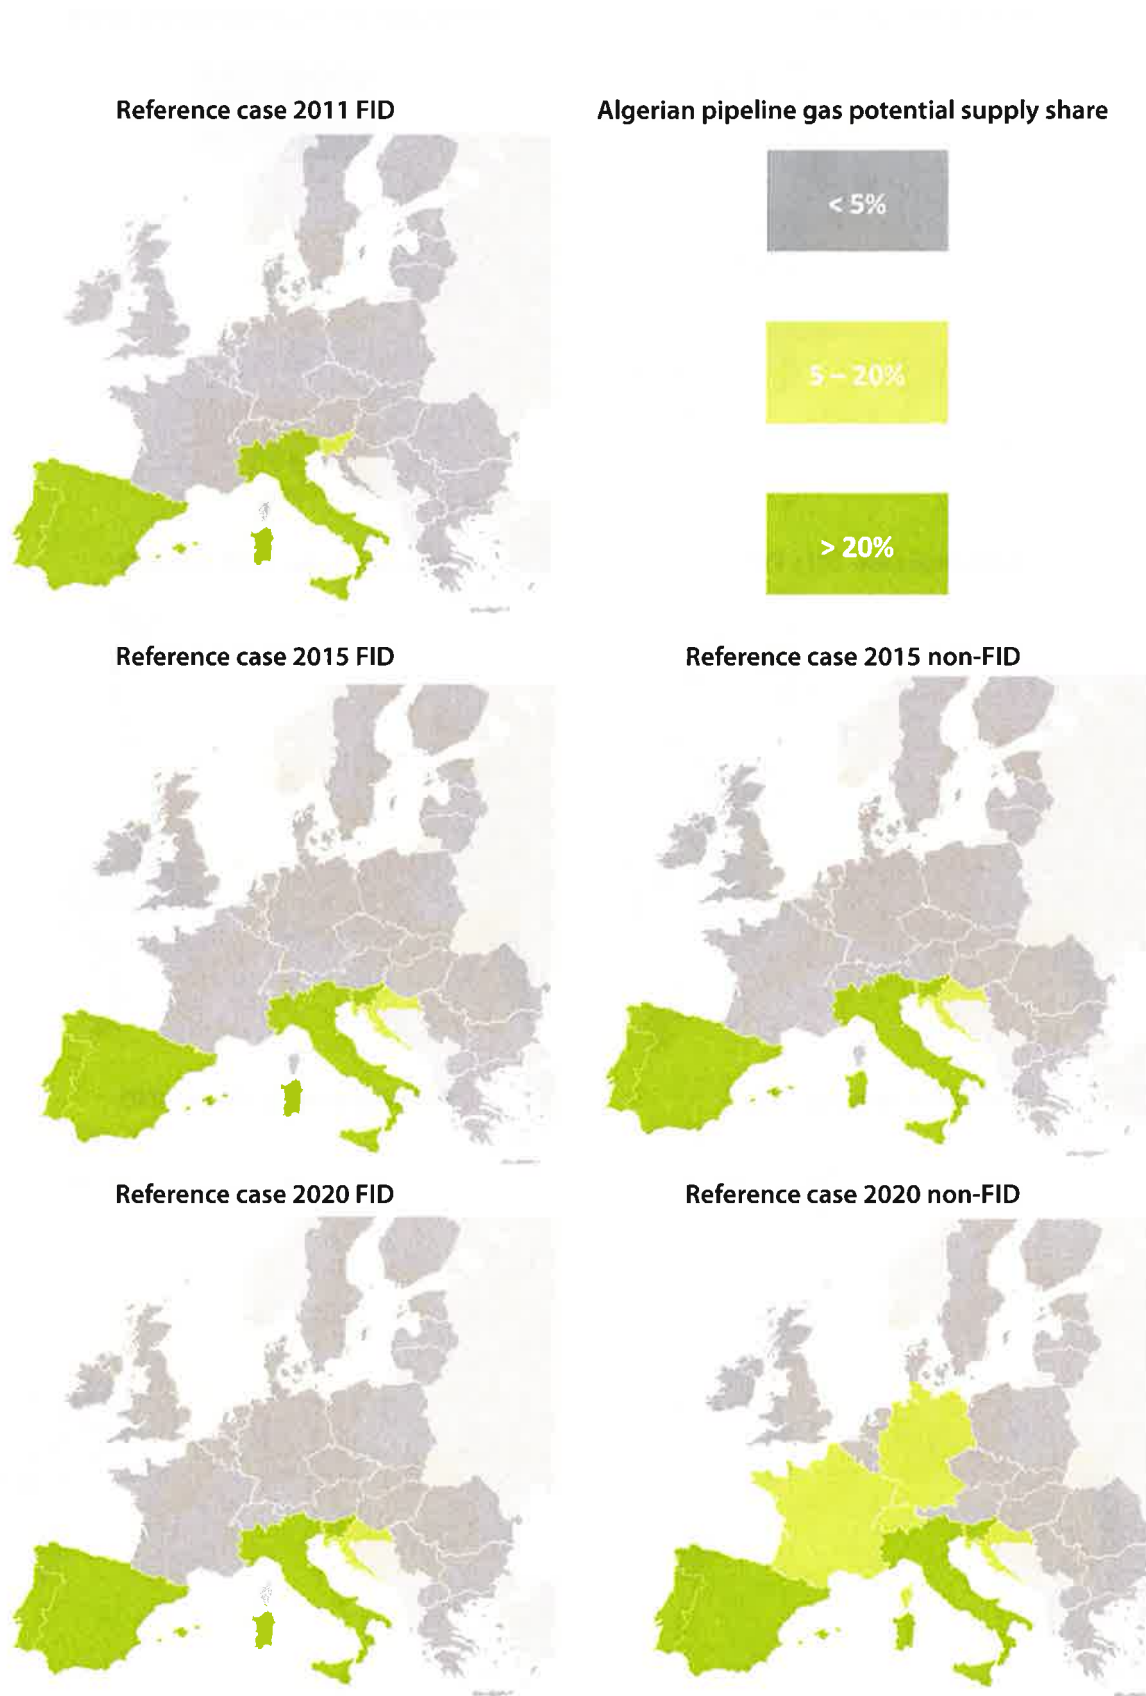 Reference case 2011 FID
Algerian pipeline gas potential supply share
< 5%
5 – 20%
> 20%
Reference case 2015 FID
Reference case 2015 non-FID
Reference case 2020 FID
Reference case 2020 non-FID